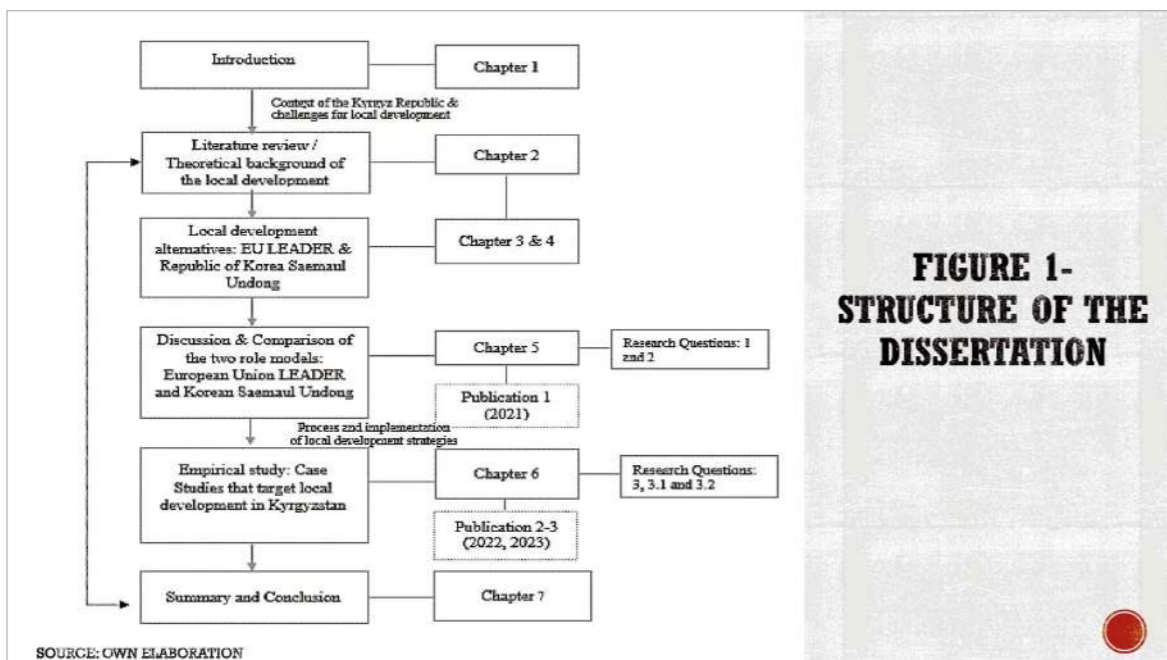 Introduction
Chapter 1
Context of the Kyrgyz Republic &
challenges for local development
Literature review /
Theoretical background of
the local development
Chapter 2
Local development
alternatives: EU LEADER &
Republic of Korea Saemaul
Undong
Chapter 3 & 4
Discussion & Comparison of
the two role models:
European Union LEADER
and Korean Saemaul Undong
Chapter 5
Research Questions: 1
and 2
Publication 1
(2021)
Process and implementation
of local development strategies
Empirical study: Case
Studies that target local
development in Kyrgyzstan
Chapter 6
Research Questions:
3, 3.1 and 3.2
Publication 2-3
(2022, 2023)
Summary and Conclusion
Chapter 7
SOURCE: OWN ELABORATION
FIGURE 1-
STRUCTURE OF THE
DISSERTATION